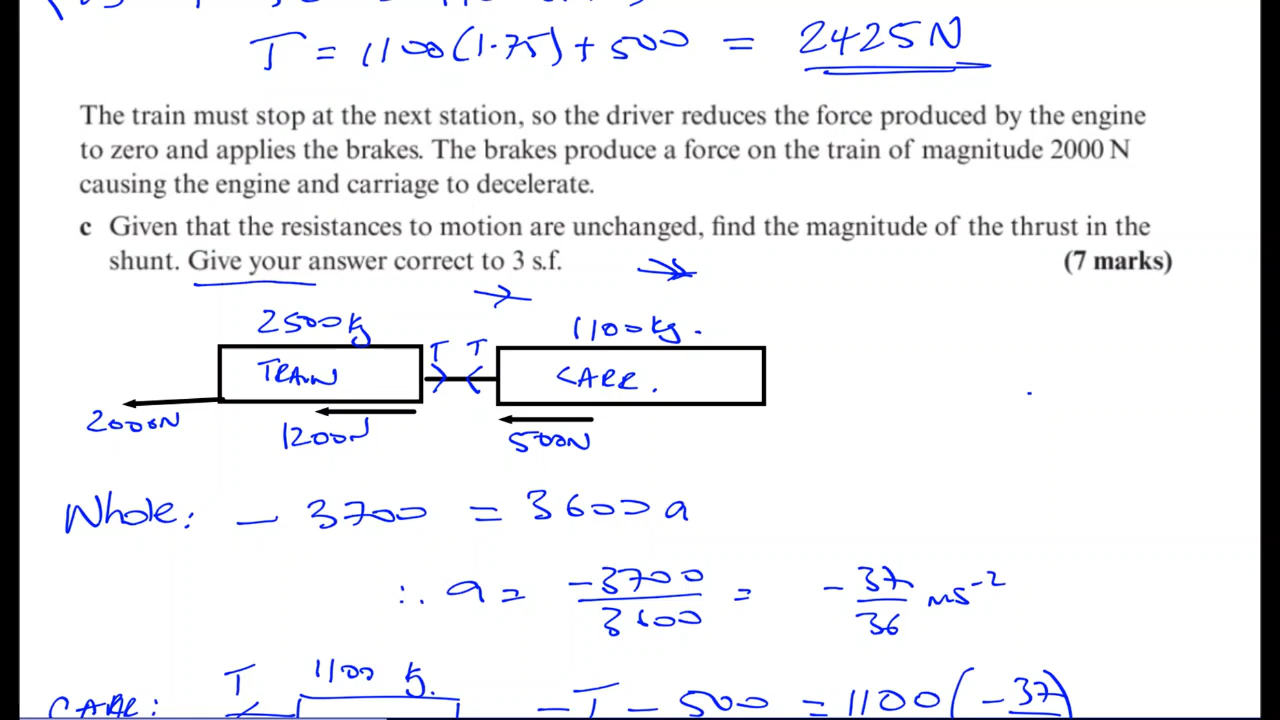 T = 1100(1.75) + 500 = 2425N
The train must stop at the next station, so the driver reduces the force produced by the engine
to zero and applies the brakes. The brakes produce a force on the train of magnitude 2000 N
causing the engine and carriage to decelerate.
c Given that the resistances to motion are unchanged, find the magnitude of the thrust in the
shunt. Give your answer correct to 3 s.f. (7 marks)
2500kg 1100kg.
TRAIN T T CARR.
2000N 1200N 500N
Whole: - 3700 = 3600a
∴ a = -3700/3600 = -37/36 ms⁻²
T 1100 kg.
CARR: -T - 500 = 1100(-37